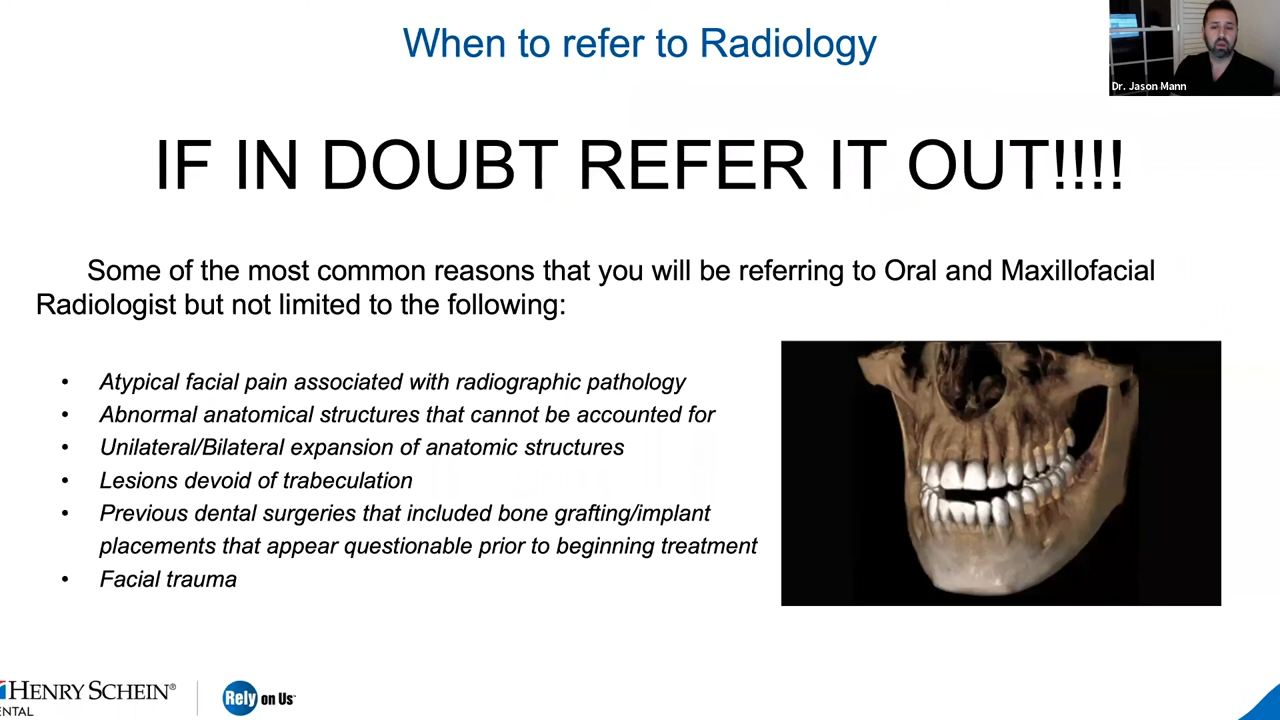 When to refer to Radiology
Dr. Jason Mann
IF IN DOUBT REFER IT OUT!!!!
Some of the most common reasons that you will be referring to Oral and Maxillofacial
Radiologist but not limited to the following:
• Atypical facial pain associated with radiographic pathology
• Abnormal anatomical structures that cannot be accounted for
• Unilateral/Bilateral expansion of anatomic structures
• Lesions devoid of trabeculation
• Previous dental surgeries that included bone grafting/implant
placements that appear questionable prior to beginning treatment
• Facial trauma
HENRY SCHEIN®
ENTAL
Rely on Us™